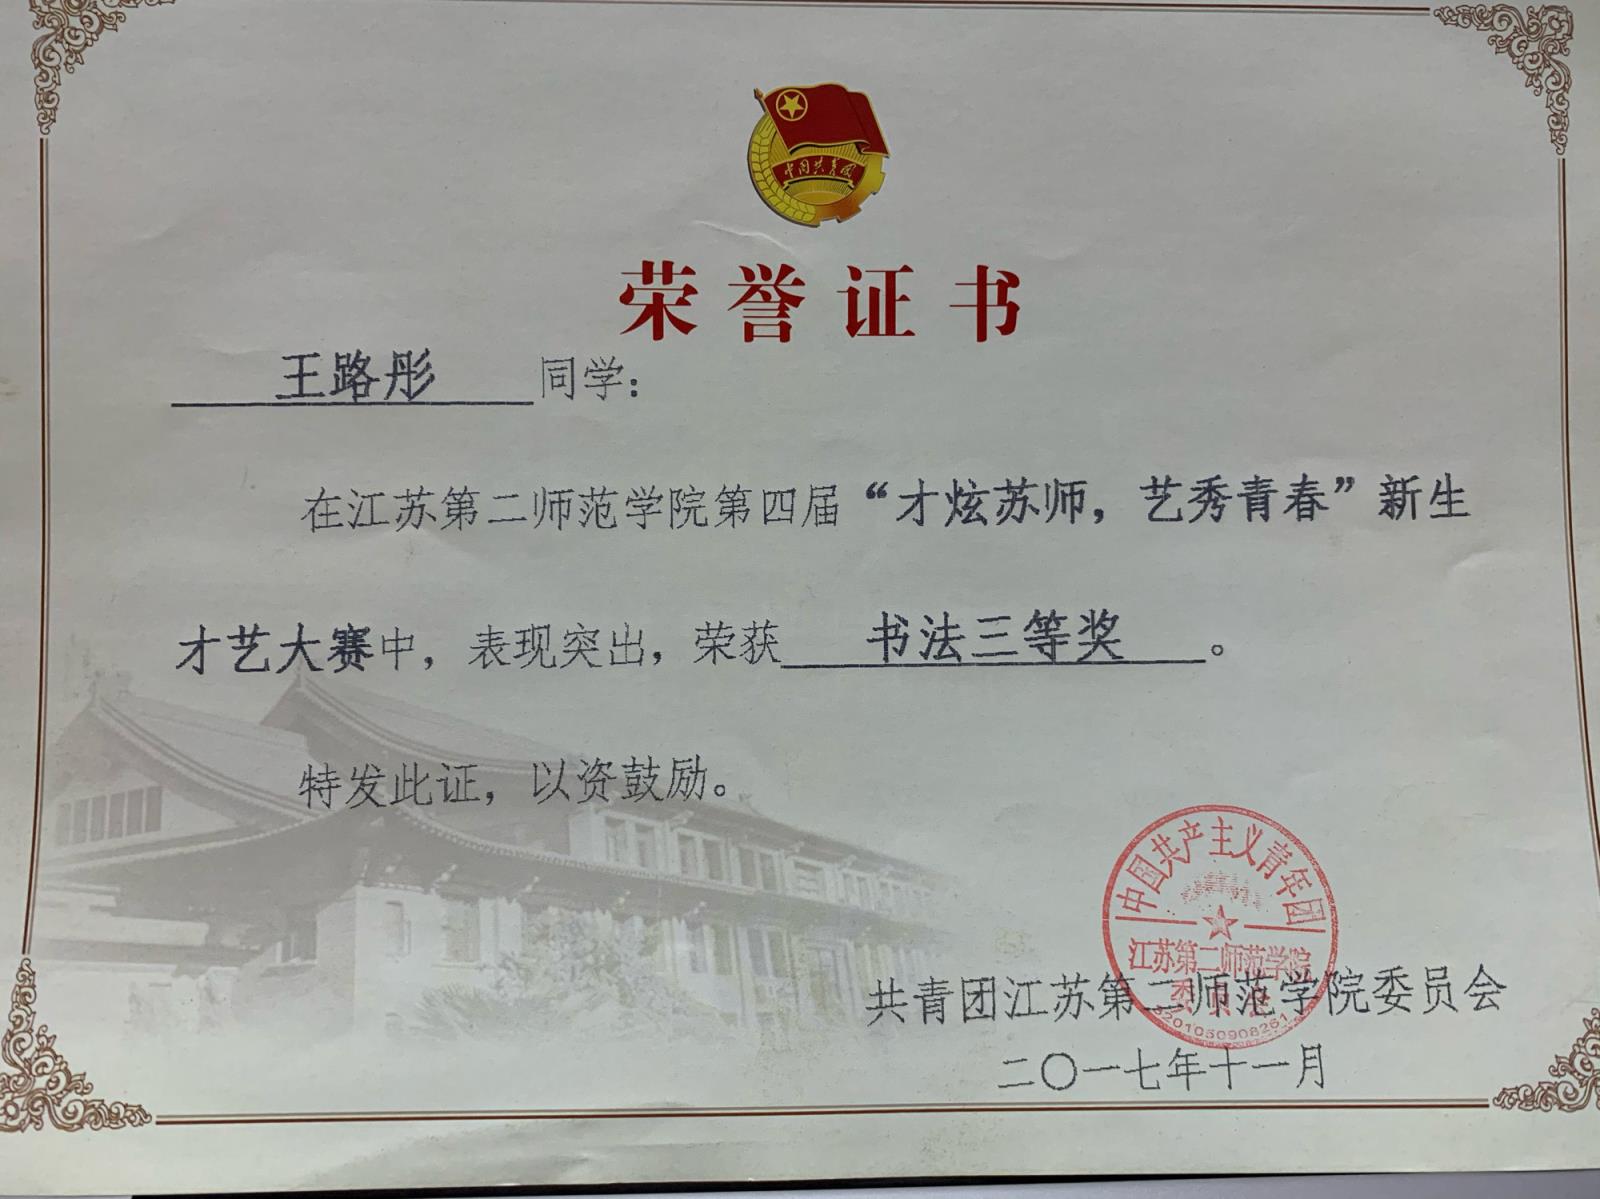 中国共青团
荣誉证书
王路彤 同学：
在江苏第二师范学院第四届“才炫苏师，艺秀青春”新生
才艺大赛中，表现突出，荣获 书法三等奖 。
特发此证，以资鼓励。
中国共产主义青年团
江苏第二师范学院
共青团江苏第二师范学院委员会
二〇一七年十一月